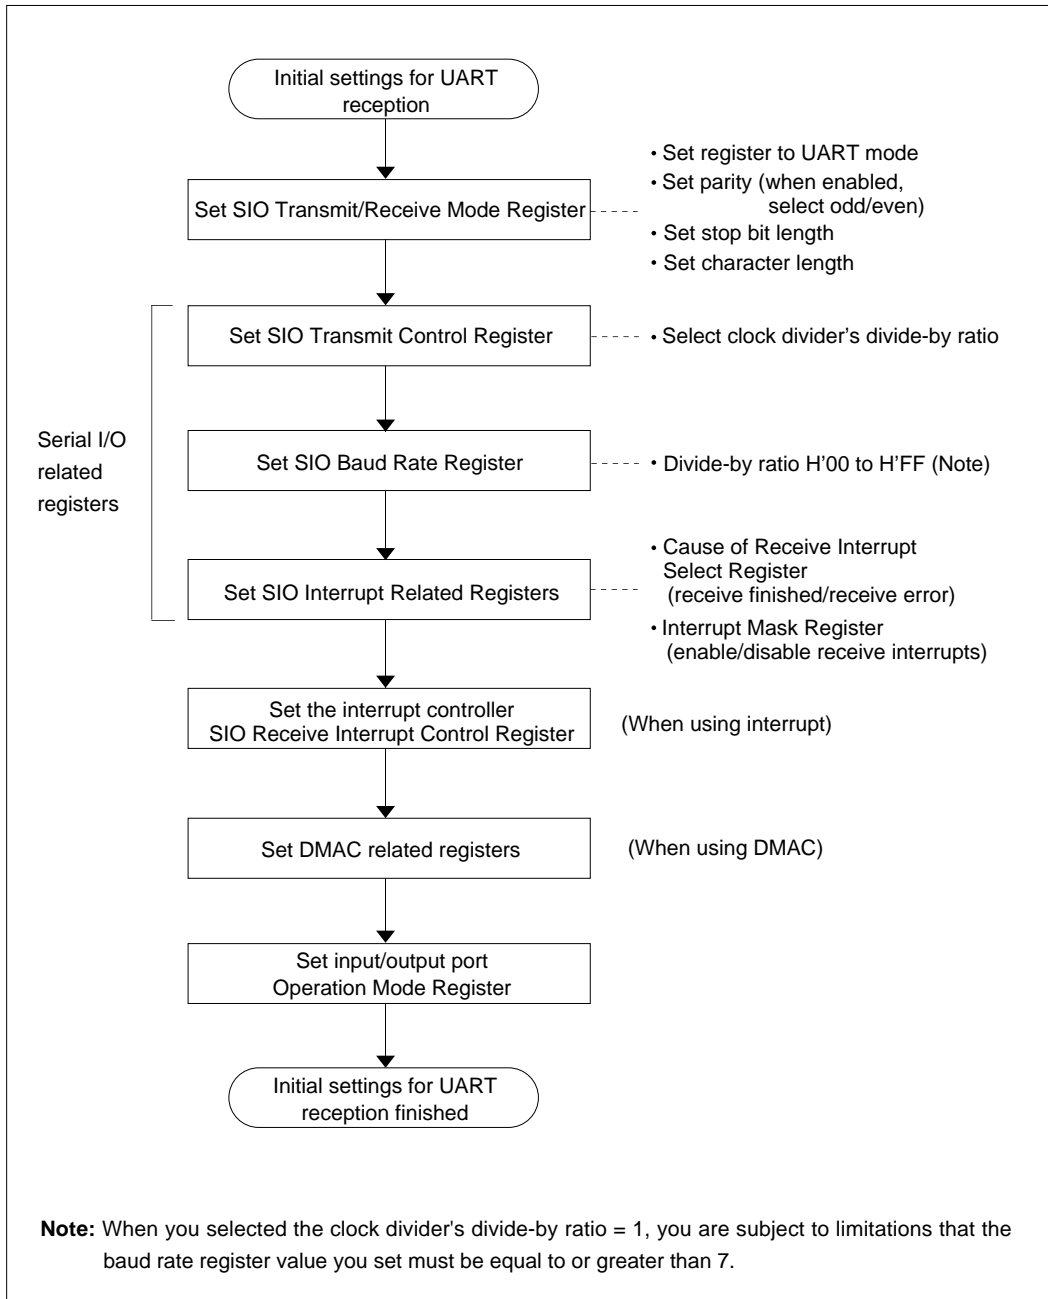 Initial settings for UART
reception
Set SIO Transmit/Receive Mode Register
• Set register to UART mode
• Set parity (when enabled,
select odd/even)
• Set stop bit length
• Set character length
Serial I/O
related
registers
Set SIO Transmit Control Register
• Select clock divider's divide-by ratio
Set SIO Baud Rate Register
• Divide-by ratio H'00 to H'FF (Note)
Set SIO Interrupt Related Registers
• Cause of Receive Interrupt
Select Register
(receive finished/receive error)
• Interrupt Mask Register
(enable/disable receive interrupts)
Set the interrupt controller
SIO Receive Interrupt Control Register
(When using interrupt)
Set DMAC related registers
(When using DMAC)
Set input/output port
Operation Mode Register
Initial settings for UART
reception finished
Note: When you selected the clock divider's divide-by ratio = 1, you are subject to limitations that the
baud rate register value you set must be equal to or greater than 7.